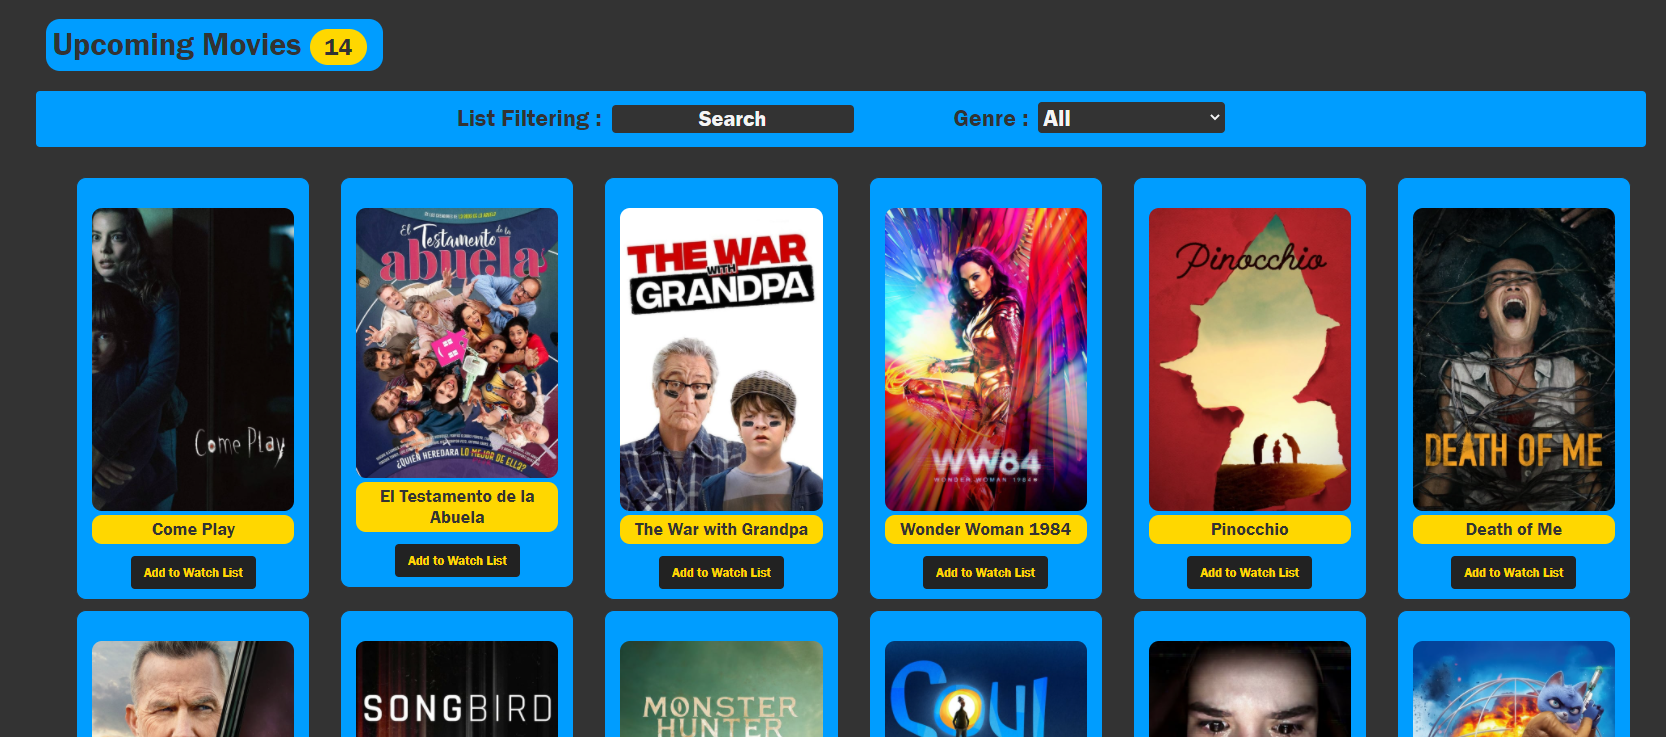 Upcoming Movies 14
List Filtering : Search Genre : All
Come Play
El Testamento de la
abuela
¿QUIÉN HEREDARÁ LO MEJOR DE ELLA?
THE WAR
WITH
GRANDPA
WW84
WONDER WOMAN 1984
Pinocchio
DEATH OF ME
Come Play
El Testamento de la
Abuela
The War with Grandpa
Wonder Woman 1984
Pinocchio
Death of Me
Add to Watch List
Add to Watch List
Add to Watch List
Add to Watch List
Add to Watch List
Add to Watch List
SONGBIRD
MONSTER
HUNTER
SOUL